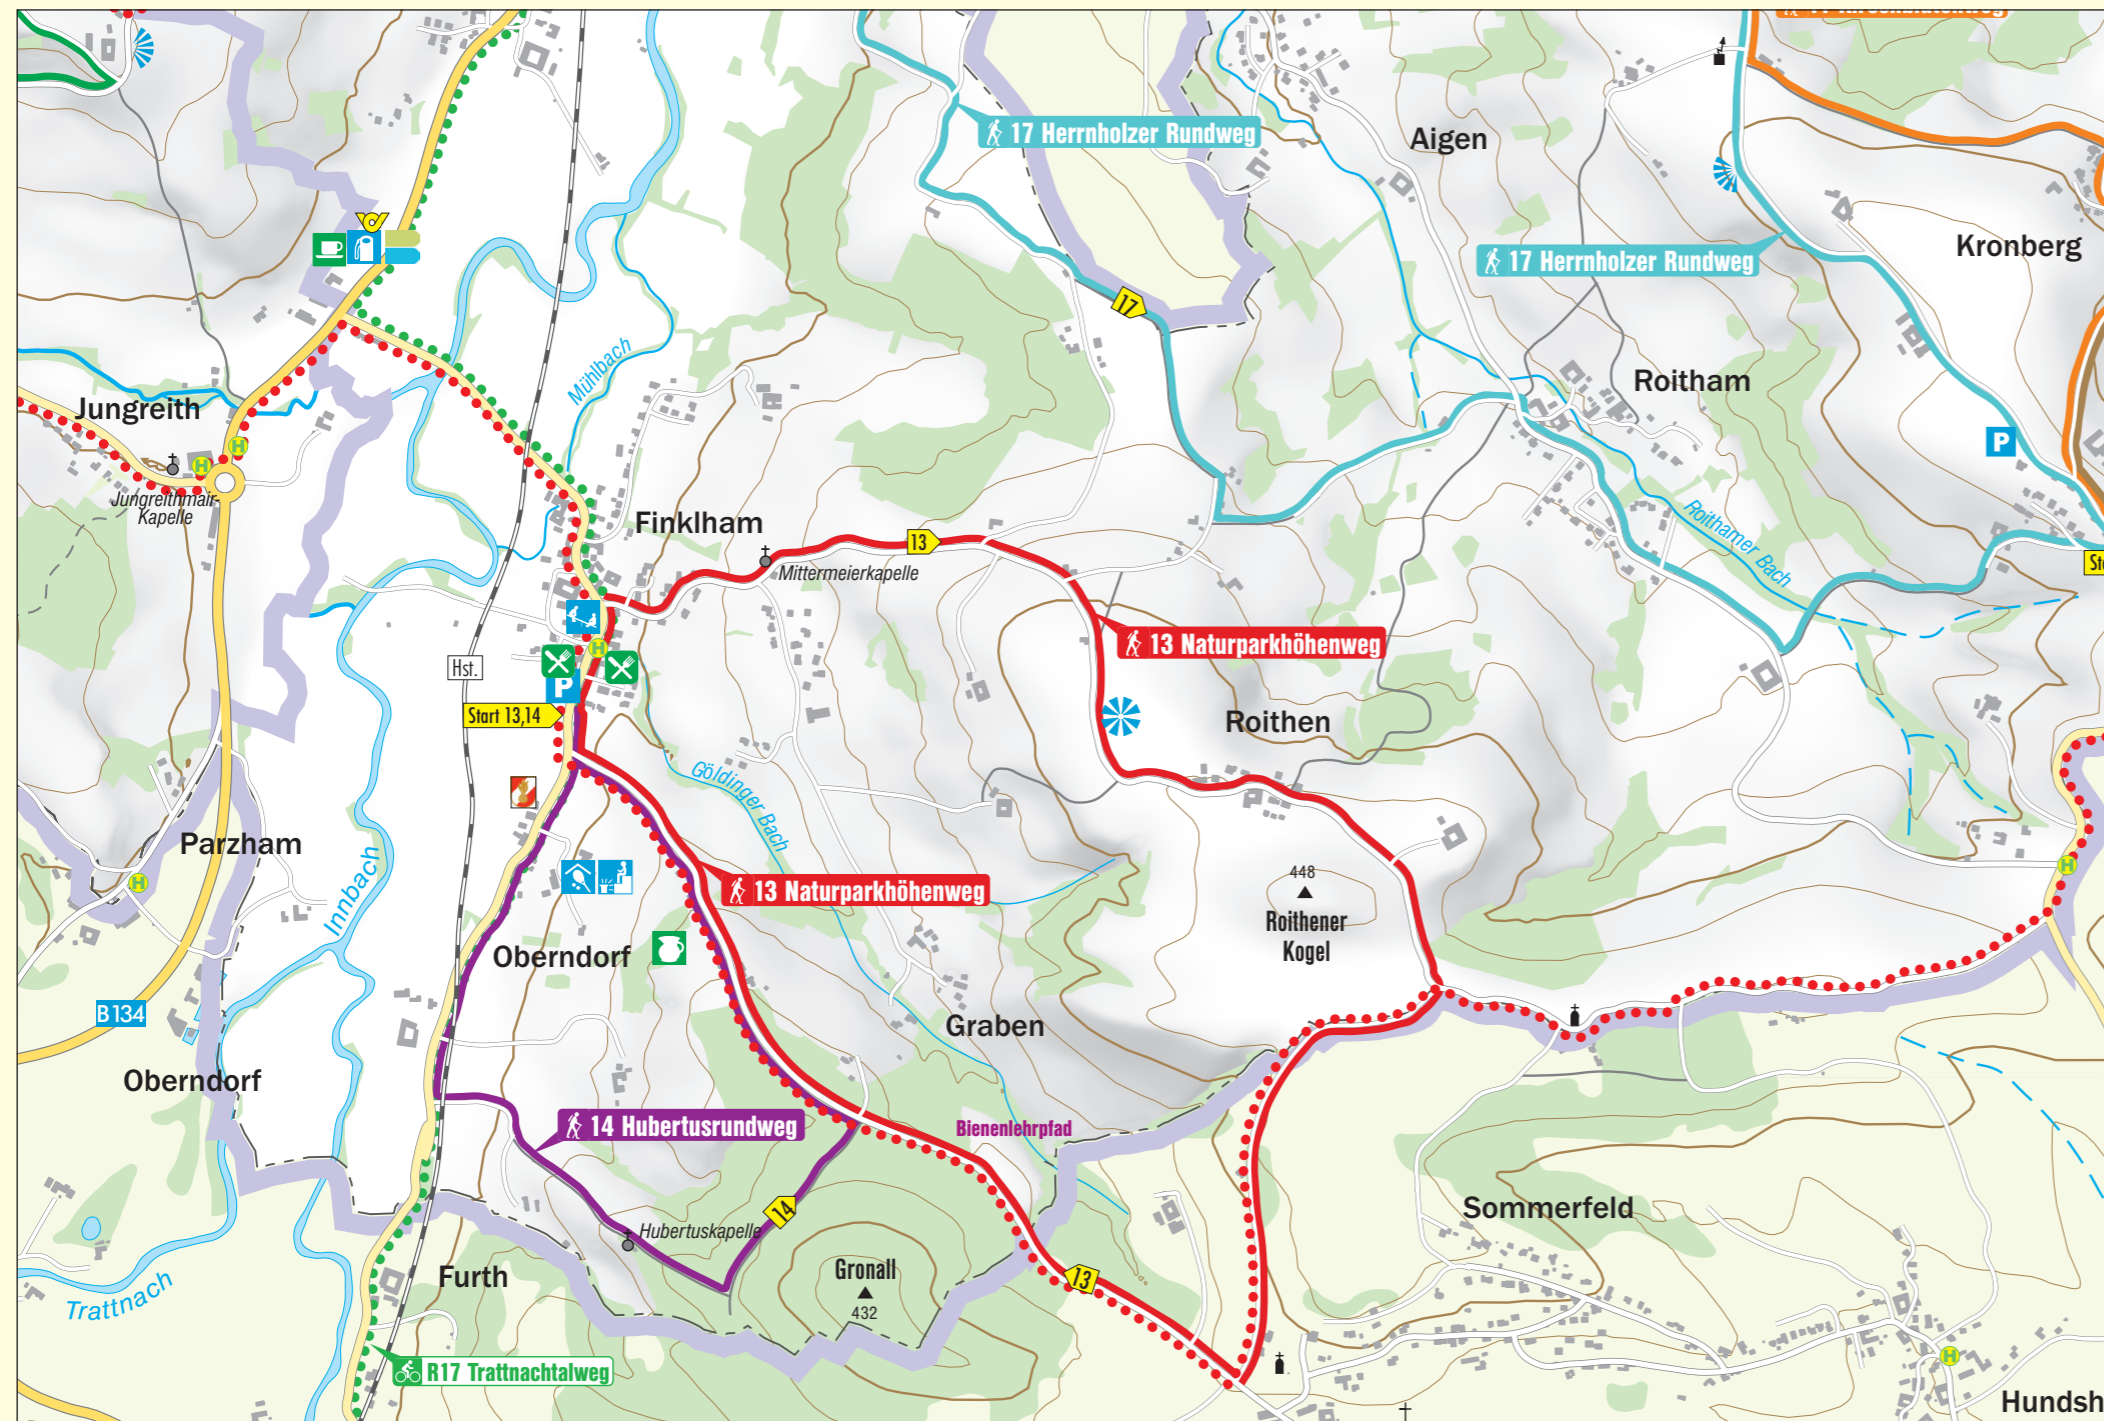 17 Herrnholzer Rundweg
Aigen
17 Herrnholzer Rundweg
Kronberg
17
Mühlbach
Roitham
Jungreith
H
H
P
Jungreithmair-
Kapelle
Finklham
13
Mittermeierkapelle
Roithamer Bach
Sta
13 Naturparkhöhenweg
H
Hst.
P
Start 13,14
Roithen
Göldinger Bach
Parzham
H
Innbach
13 Naturparkhöhenweg
448
Roithener
Kogel
H
Oberndorf
B 134
Graben
Oberndorf
14 Hubertusrundweg
Bienenlehrpfad
14
Hubertuskapelle
Sommerfeld
Gronall
432
13
Furth
Trattnach
R17 Trattnachtalweg
H
Hundsh